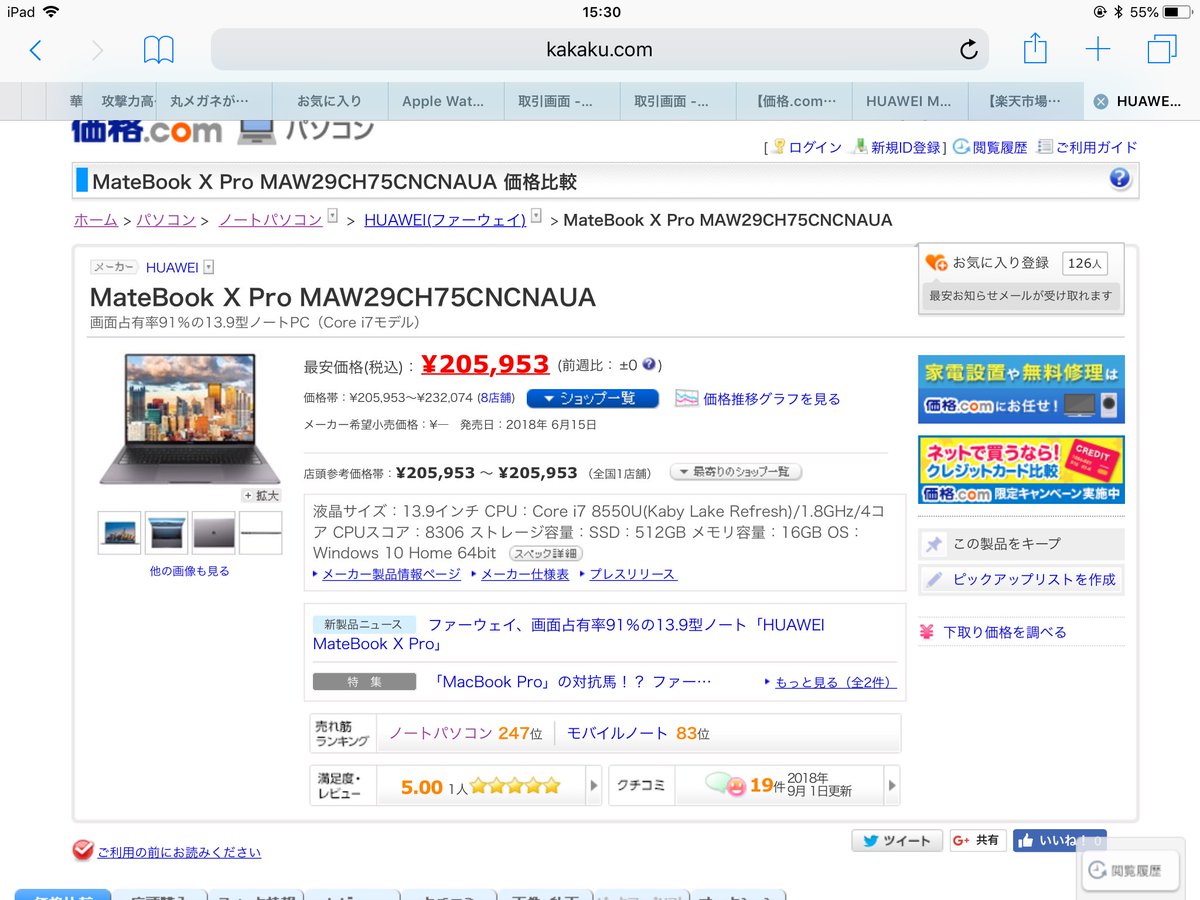 iPad 15:30 55%
kakaku.com
華 攻撃力高 丸メガネが… お気に入り Apple Wat... 取引画面 -... 取引画面 -... 【価格.com… HUAWEI M... 【楽天市場… HUAWE...
価格.com パソコン
[ ログイン 新規ID登録 ] 閲覧履歴 ご利用ガイド
MateBook X Pro MAW29CH75CNCNAUA 価格比較 ?
ホーム > パソコン > ノートパソコン > HUAWEI(ファーウェイ) > MateBook X Pro MAW29CH75CNCNAUA
メーカー HUAWEI
お気に入り登録 126人
最安お知らせメールが受け取れます
MateBook X Pro MAW29CH75CNCNAUA
画面占有率91%の13.9型ノートPC（Core i7モデル）
最安価格(税込)： ¥205,953 (前週比：±0 ? )
価格帯：¥205,953～¥232,074 (8店舗) ショップ一覧 価格推移グラフを見る
メーカー希望小売価格：¥― 発売日：2018年 6月15日
店頭参考価格帯：¥205,953 ～ ¥205,953 （全国1店舗） 最寄りのショップ一覧
+ 拡大
他の画像も見る
液晶サイズ：13.9インチ CPU：Core i7 8550U(Kaby Lake Refresh)/1.8GHz/4コ
ア CPUスコア：8306 ストレージ容量：SSD：512GB メモリ容量：16GB OS：
Windows 10 Home 64bit スペック詳細
メーカー製品情報ページ メーカー仕様表 プレスリリース
新製品ニュース ファーウェイ、画面占有率91%の13.9型ノート「HUAWEI
MateBook X Pro」
特 集 「MacBook Pro」の対抗馬！？ ファー… もっと見る（全2件）
売れ筋
ランキング ノートパソコン 247位 モバイルノート 83位
満足度・
レビュー 5.00 1人
クチコミ 19件 2018年
9月 1日更新
家電設置や無料修理は
価格.comにお任せ！
ネットで買うなら！
クレジットカード比較
CREDIT
価格.com 限定キャンペーン実施中
この製品をキープ
ピックアップリストを作成
下取り価格を調べる
ご利用の前にお読みください
ツイート G+ 共有 いいね！ 0
閲覧履歴
価格比較